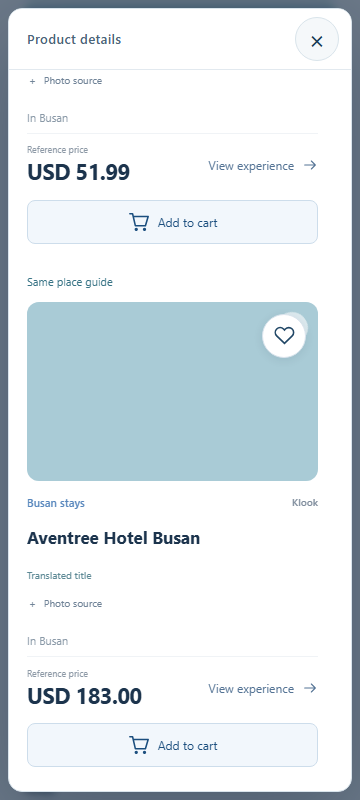 Product details
+ Photo source
In Busan
Reference price
USD 51.99
View experience →
Add to cart
Same place guide
Busan stays
Klook
Aventree Hotel Busan
Translated title
+ Photo source
In Busan
Reference price
USD 183.00
View experience →
Add to cart